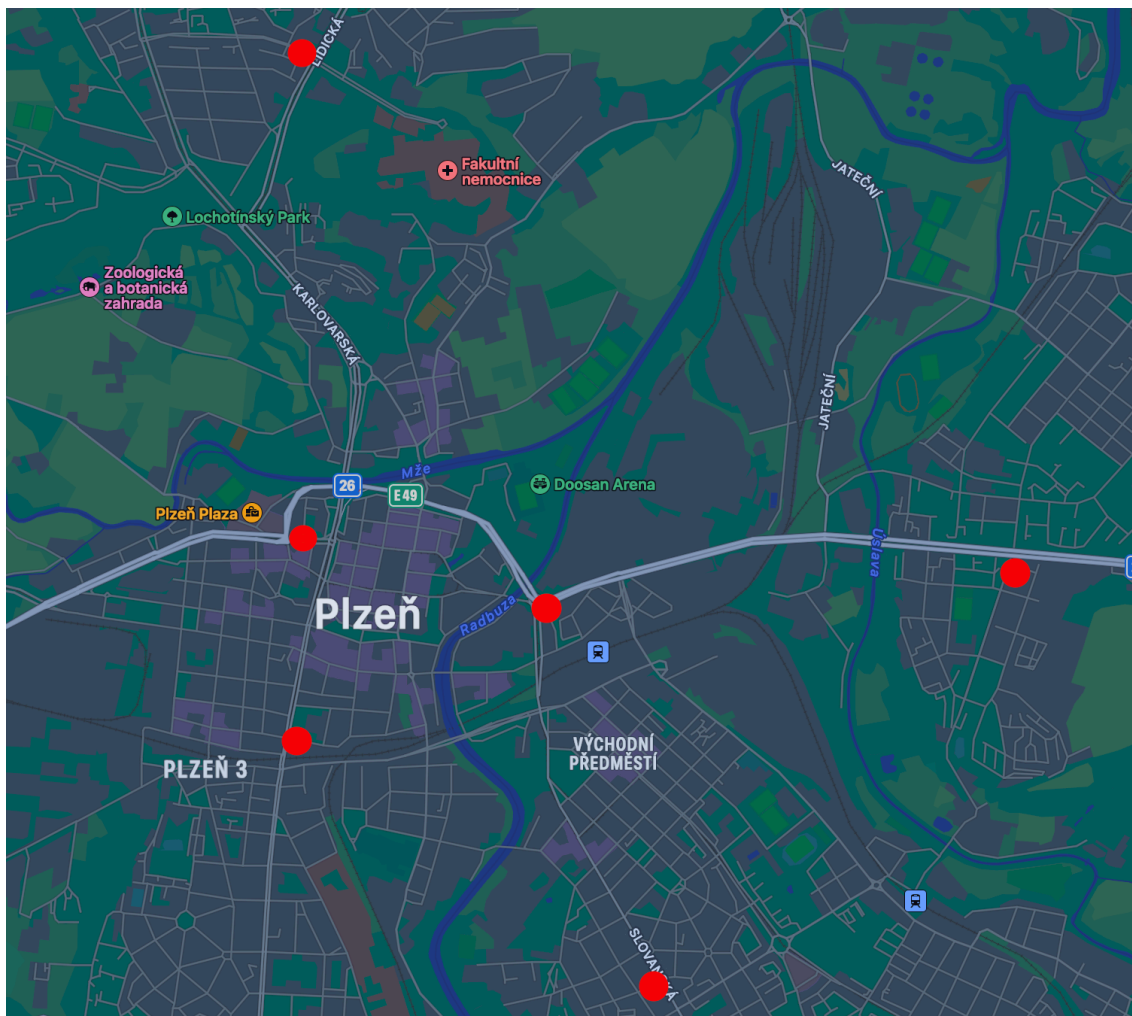 LIDICKÁ
Fakultní
nemocnice
JATEČNÍ
Lochotínský Park
Zoologická
a botanická
zahrada
KARLOVARSKÁ
JATEČNÍ
Mže
26
E49
Doosan Arena
Plzeň Plaza
Úslava
Plzeň
Radbuza
VÝCHODNÍ
PŘEDMĚSTÍ
PLZEŇ 3
SLOVANSKÁ